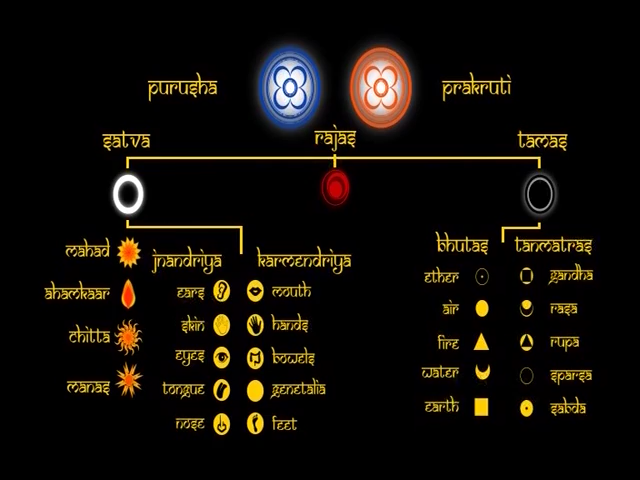 purusha
prakruti
satva
rajas
tamas
mahad
ahamkaar
chitta
manas
jnandriya
karmendriya
ears
mouth
skin
hands
eyes
bowels
tongue
genetalia
nose
feet
bhutas
tanmatras
ether
gandha
air
rasa
fire
rupa
water
sparsa
earth
sabda